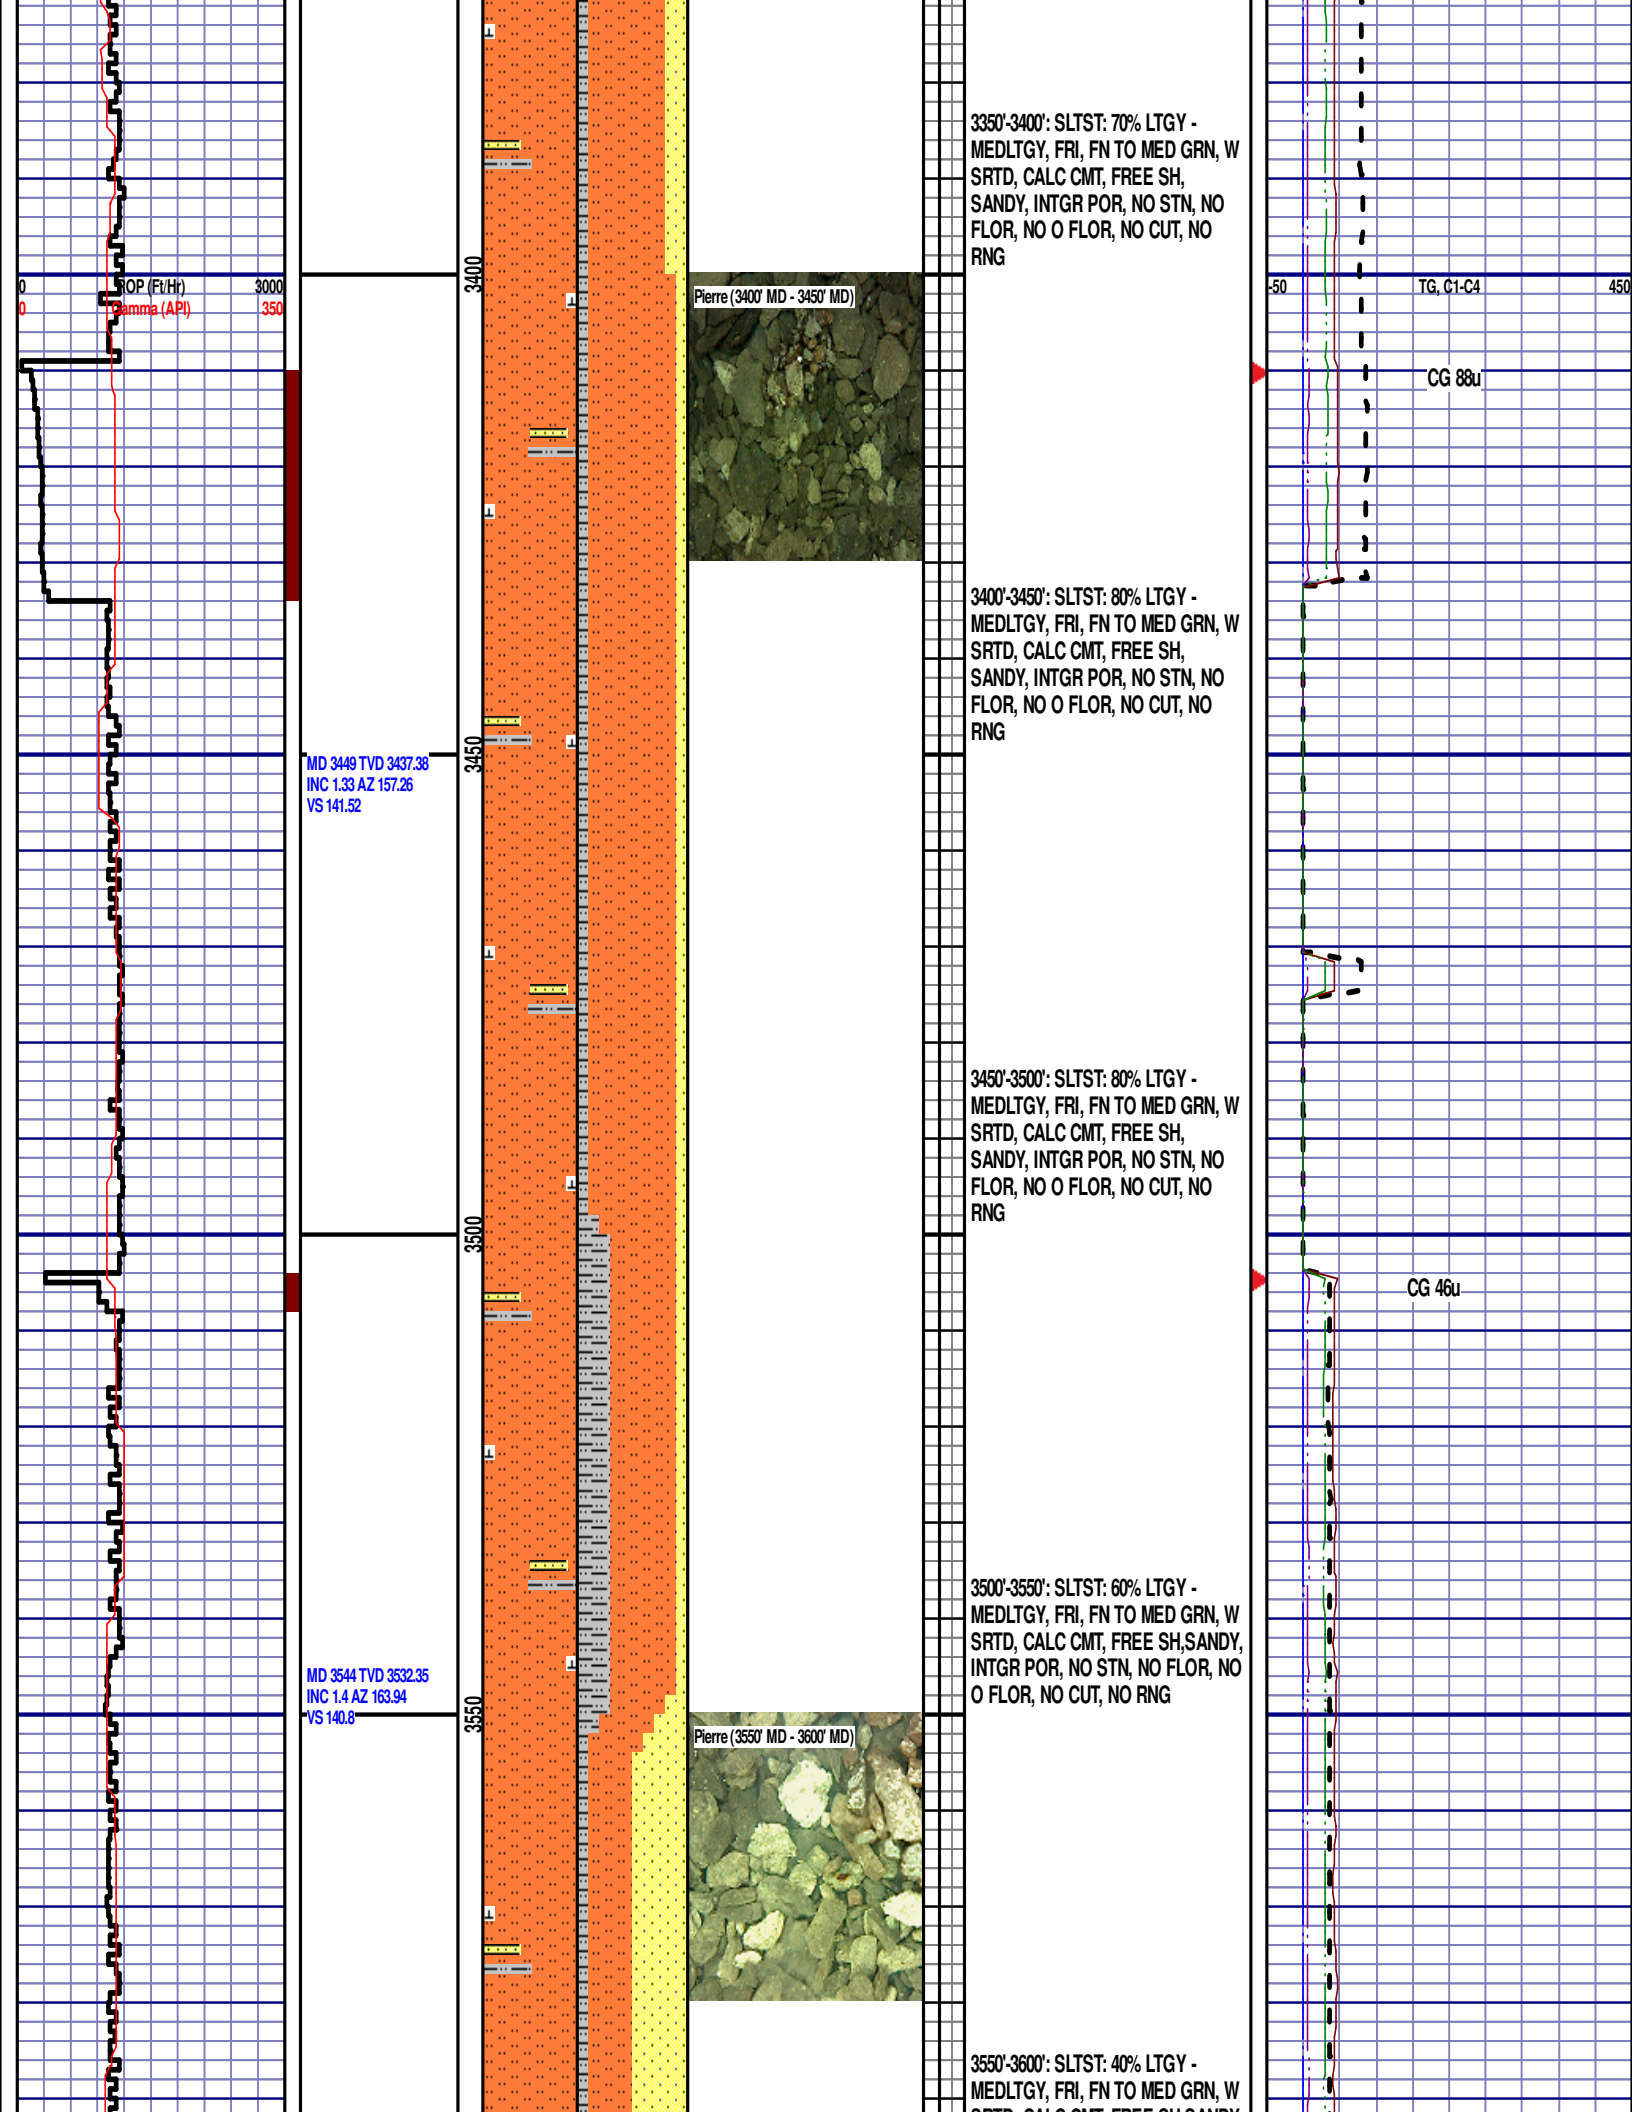 3350'-3400': SLTST: 70% LTGY -
MEDLTGY, FRI, FN TO MED GRN, W
SRTD, CALC CMT, FREE SH,
SANDY, INTGR POR, NO STN, NO
FLOR, NO O FLOR, NO CUT, NO
RNG
3400
0 ROP (Ft/Hr) 3000
0 Gamma (API) 350
Pierre (3400' MD - 3450' MD)
-50 TG, C1-C4 450
CG 88u
3400'-3450': SLTST: 80% LTGY -
MEDLTGY, FRI, FN TO MED GRN, W
SRTD, CALC CMT, FREE SH,
SANDY, INTGR POR, NO STN, NO
FLOR, NO O FLOR, NO CUT, NO
RNG
3450
MD 3449 TVD 3437.38
INC 1.33 AZ 157.26
VS 141.52
3450'-3500': SLTST: 80% LTGY -
MEDLTGY, FRI, FN TO MED GRN, W
SRTD, CALC CMT, FREE SH,
SANDY, INTGR POR, NO STN, NO
FLOR, NO O FLOR, NO CUT, NO
RNG
3500
CG 46u
3500'-3550': SLTST: 60% LTGY -
MEDLTGY, FRI, FN TO MED GRN, W
SRTD, CALC CMT, FREE SH,SANDY,
INTGR POR, NO STN, NO FLOR, NO
O FLOR, NO CUT, NO RNG
MD 3544 TVD 3532.35
INC 1.4 AZ 163.94
VS 140.8
3550
Pierre (3550' MD - 3600' MD)
3550'-3600': SLTST: 40% LTGY -
MEDLTGY, FRI, FN TO MED GRN, W
SRTD, CALC CMT, FREE SH,SANDY,